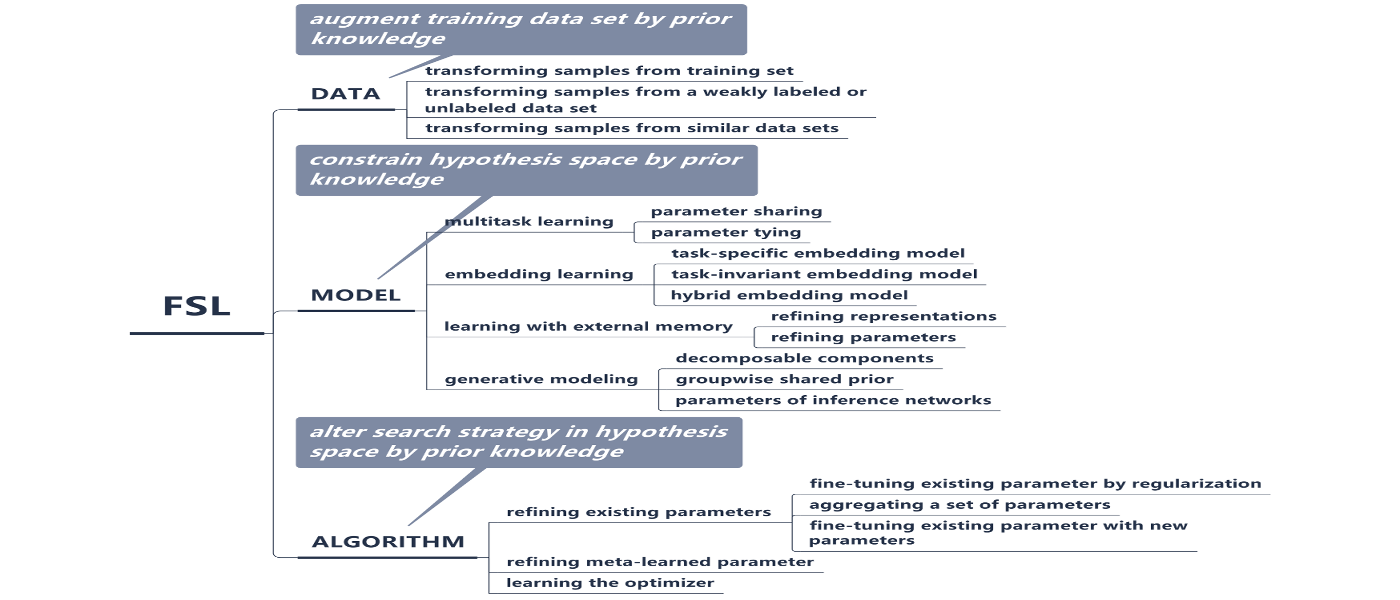 augment training data set by prior
knowledge
transforming samples from training set
DATA
transforming samples from a weakly labeled or
unlabeled data set
transforming samples from similar data sets
constrain hypothesis space by prior
knowledge
multitask learning
parameter sharing
parameter tying
embedding learning
task-specific embedding model
task-invariant embedding model
hybrid embedding model
FSL
MODEL
learning with external memory
refining representations
refining parameters
generative modeling
decomposable components
groupwise shared prior
parameters of inference networks
alter search strategy in hypothesis
space by prior knowledge
ALGORITHM
refining existing parameters
fine-tuning existing parameter by regularization
aggregating a set of parameters
fine-tuning existing parameter with new
parameters
refining meta-learned parameter
learning the optimizer